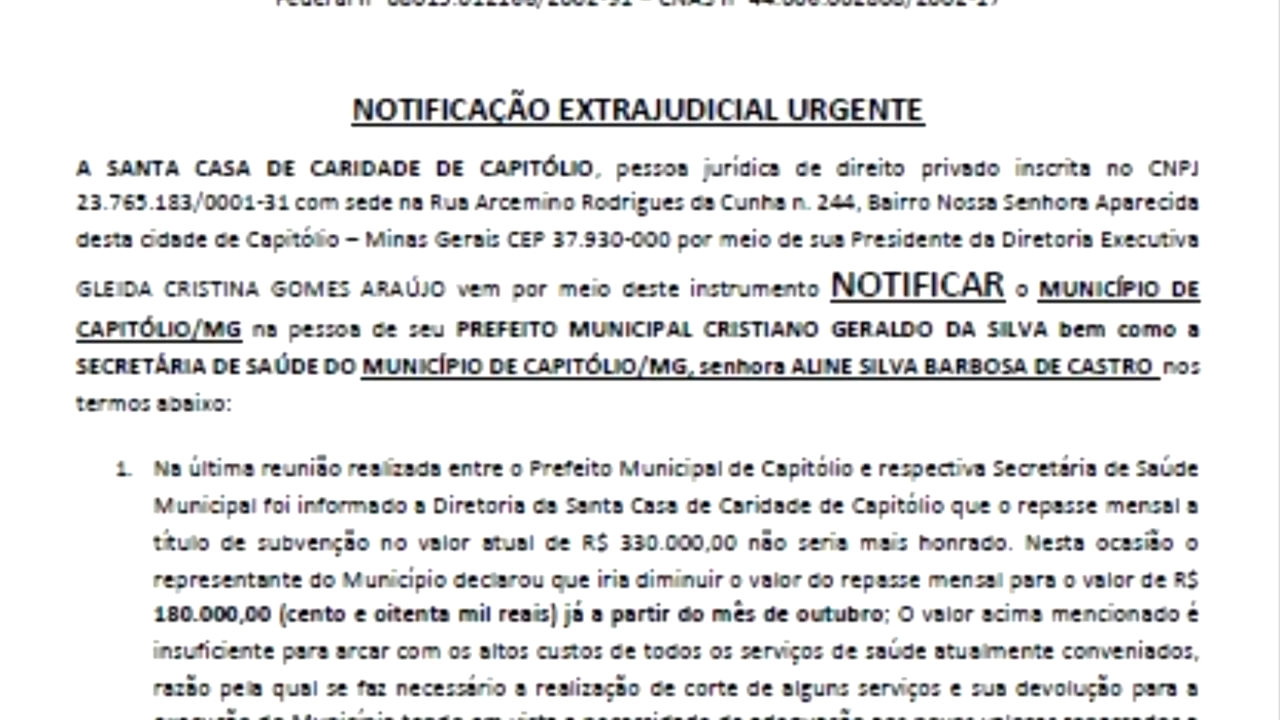 NOTIFICAÇÃO EXTRAJUDICIAL URGENTE
A SANTA CASA DE CARIDADE DE CAPITÓLIO, pessoa jurídica de direito privado inscrita no CNPJ
23.765.183/0001-31 com sede na Rua Arcemino Rodrigues da Cunha n. 244, Bairro Nossa Senhora Aparecida
desta cidade de Capitólio – Minas Gerais CEP 37.930-000 por meio de sua Presidente da Diretoria Executiva
GLEIDA CRISTINA GOMES ARAÚJO vem por meio deste instrumento NOTIFICAR o MUNICÍPIO DE
CAPITÓLIO/MG na pessoa de seu PREFEITO MUNICIPAL CRISTIANO GERALDO DA SILVA bem como a
SECRETÁRIA DE SAÚDE DO MUNICÍPIO DE CAPITÓLIO/MG, senhora ALINE SILVA BARBOSA DE CASTRO nos
termos abaixo:
1. Na última reunião realizada entre o Prefeito Municipal de Capitólio e respectiva Secretária de Saúde
Municipal foi informado a Diretoria da Santa Casa de Caridade de Capitólio que o repasse mensal a
título de subvenção no valor atual de R$ 330.000,00 não seria mais honrado. Nesta ocasião o
representante do Município declarou que iria diminuir o valor do repasse mensal para o valor de R$
180.000,00 (cento e oitenta mil reais) já a partir do mês de outubro; O valor acima mencionado é
insuficiente para arcar com os altos custos de todos os serviços de saúde atualmente conveniados,
razão pela qual se faz necessário a realização de corte de alguns serviços e sua devolução para a